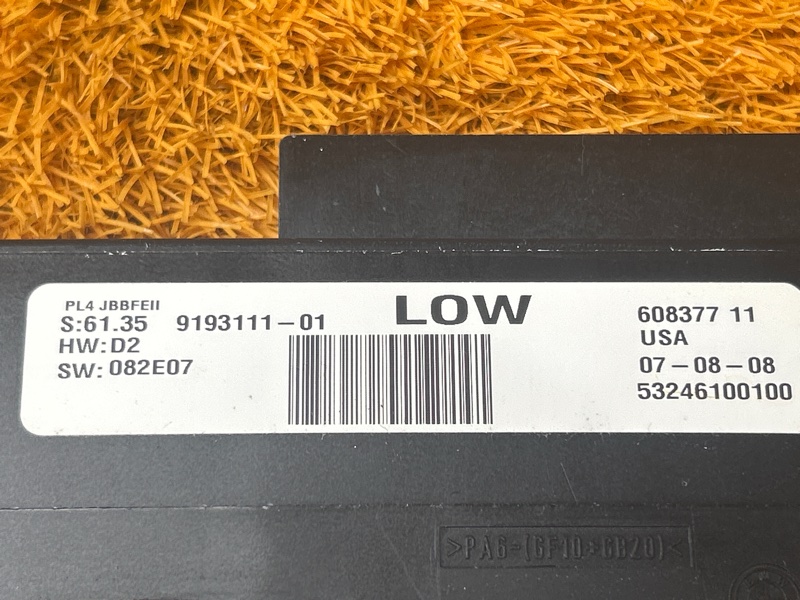 PL4 JBBFEII
S:61.35 9193111-01
HW:D2
SW: 082E07
LOW
608377 11
USA
07-08-08
53246100100
>PA6-(GF10+GB20)<